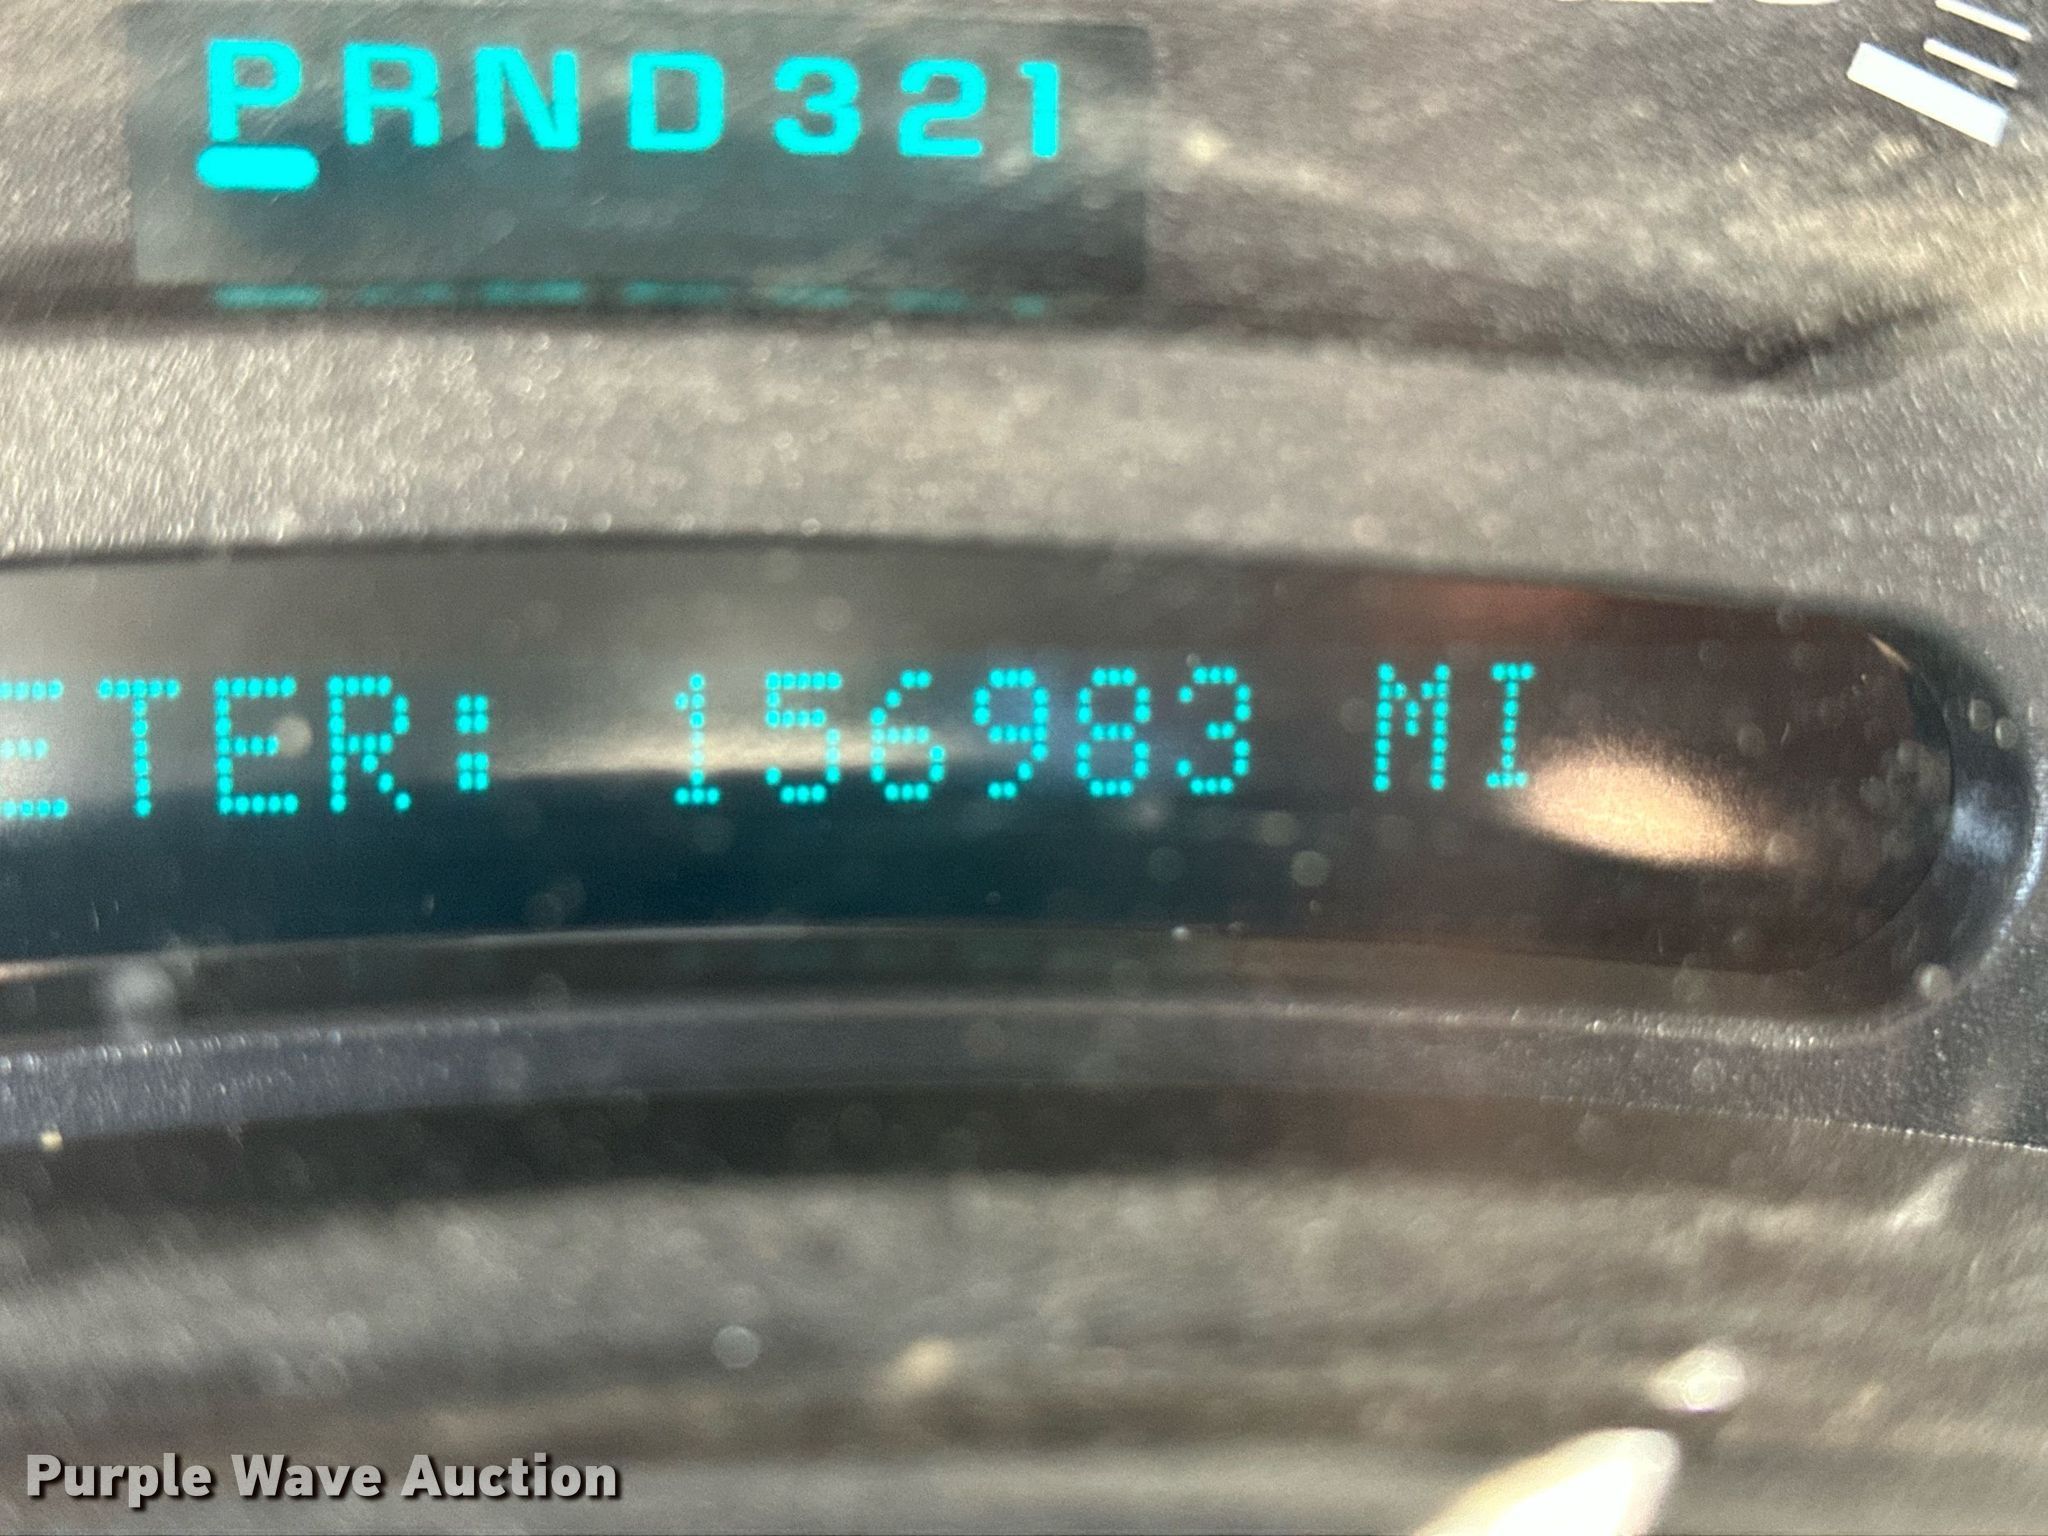 PRND321
ETER: 156983 MI
Purple Wave Auction